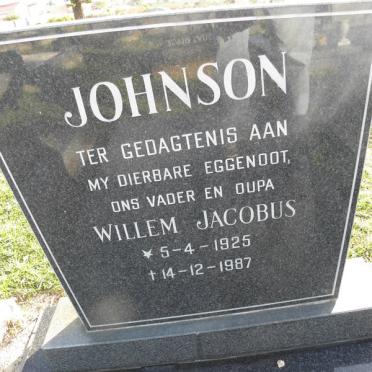 JOHNSON
TER GEDAGTENIS AAN
MY DIERBARE EGGENOOT,
ONS VADER EN OUPA
WILLEM JACOBUS
* 5-4-1925
† 14-12-1987